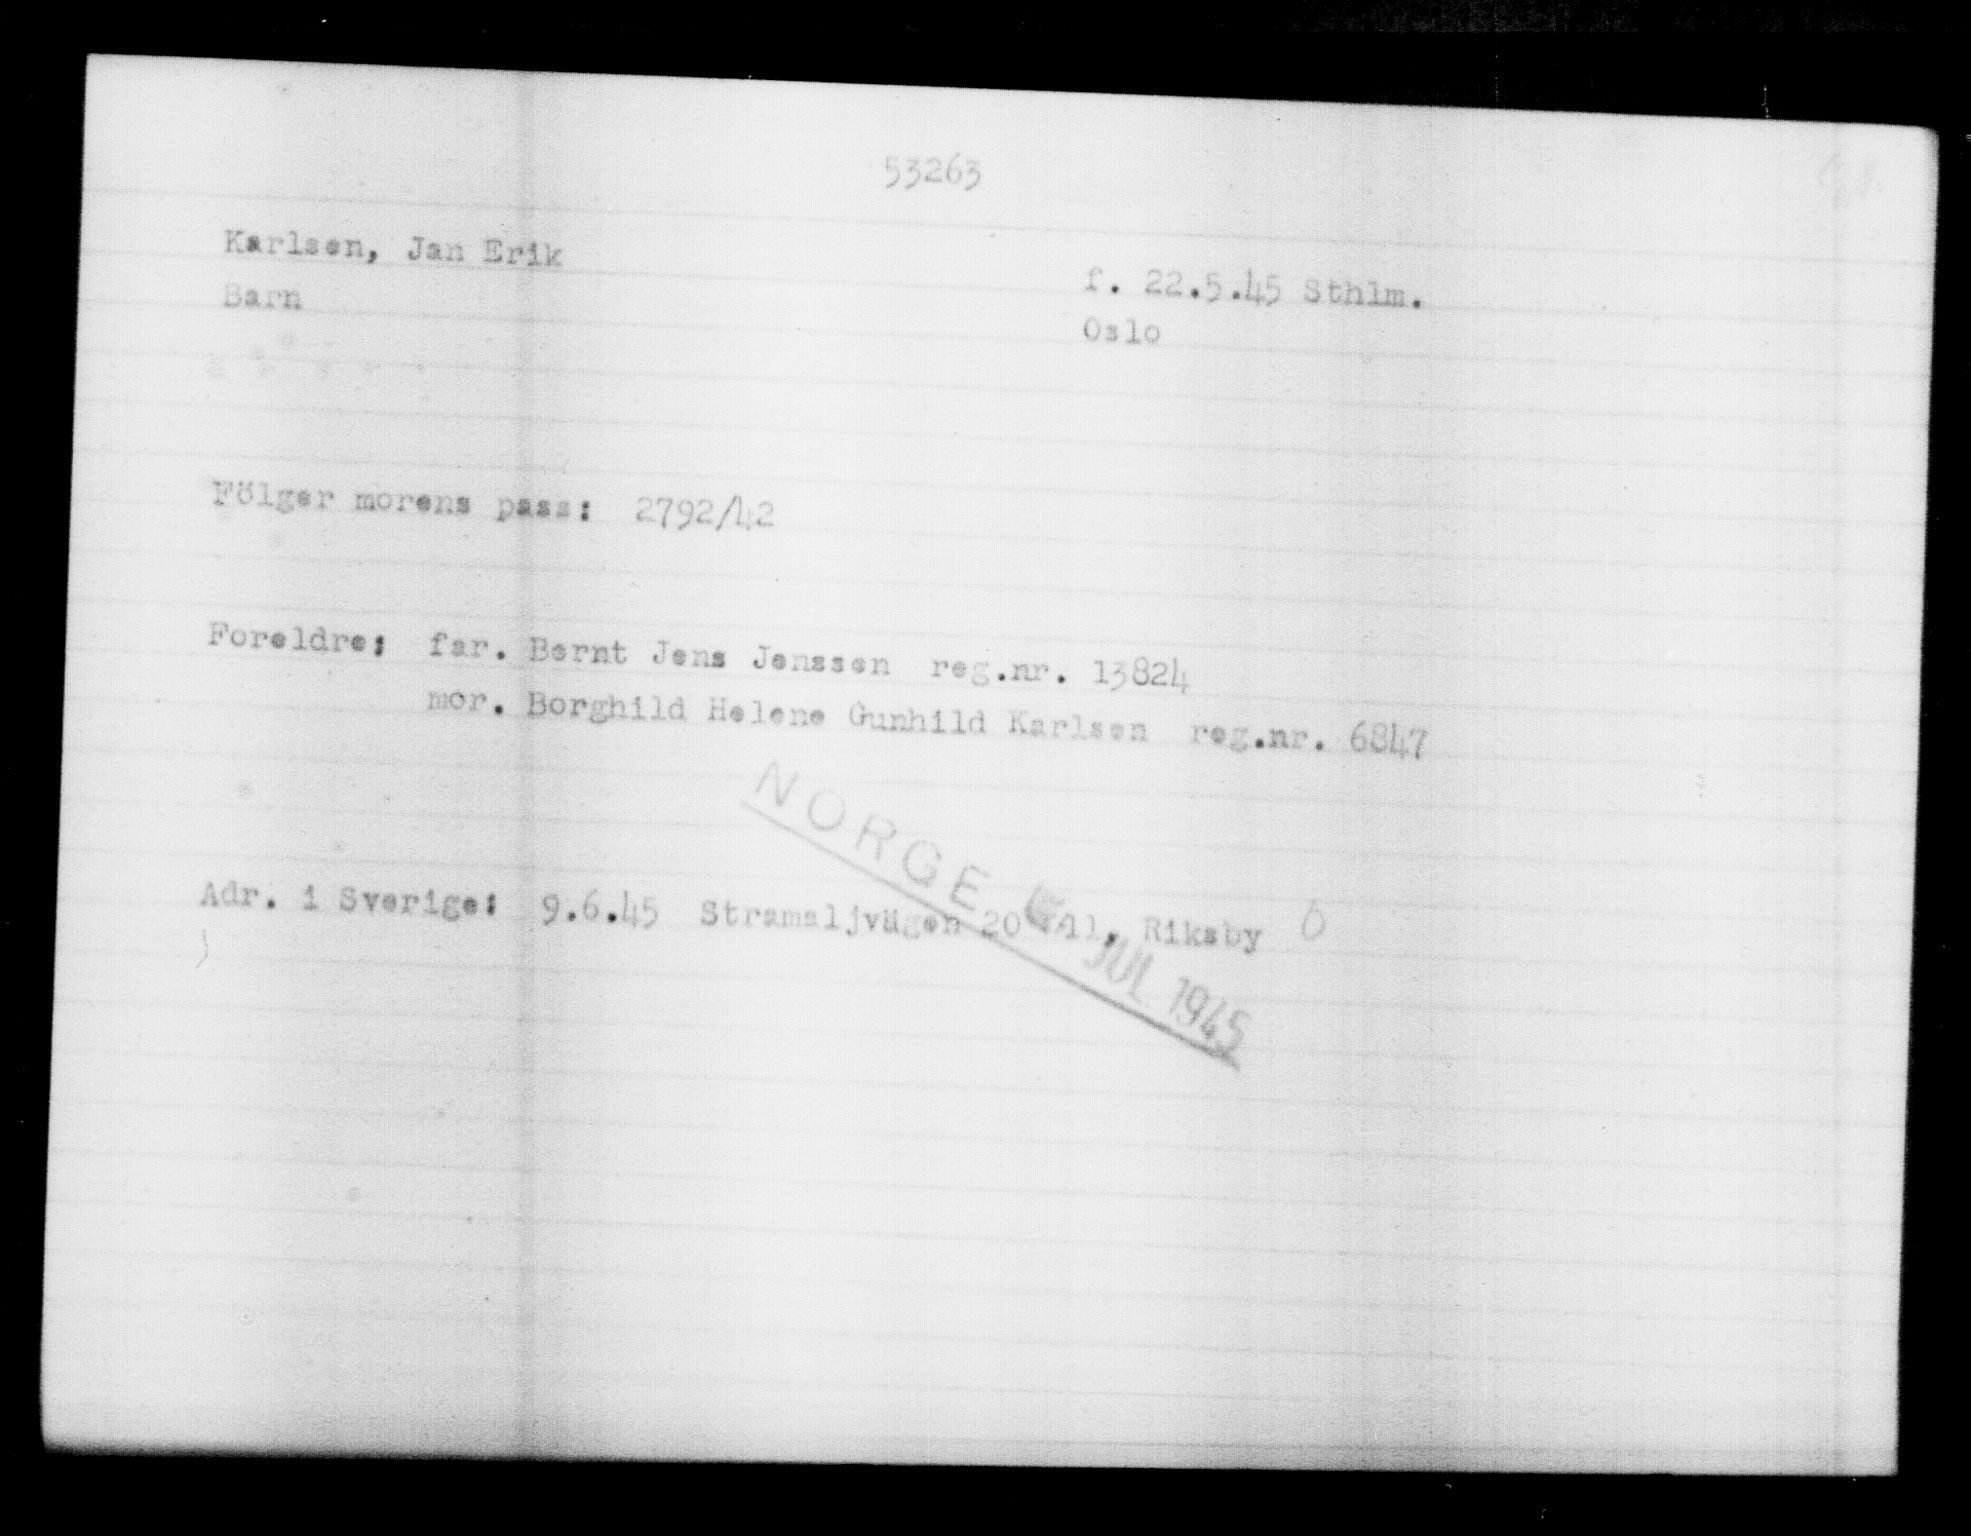 53263
Karlsen, Jan Erik
f. 22.5.45 Sthlm.
Barn
Oslo
Fölger morens pass: 2792/42
Foreldre: far. Bernt Jens Jenssen reg.nr. 13824
mor. Borghild Helene Gunhild Karlsen reg.nr. 6847
NORGE JUL 1945
Adr. i Sverige: 9.6.45 Stramaljvägen 20 Riksby